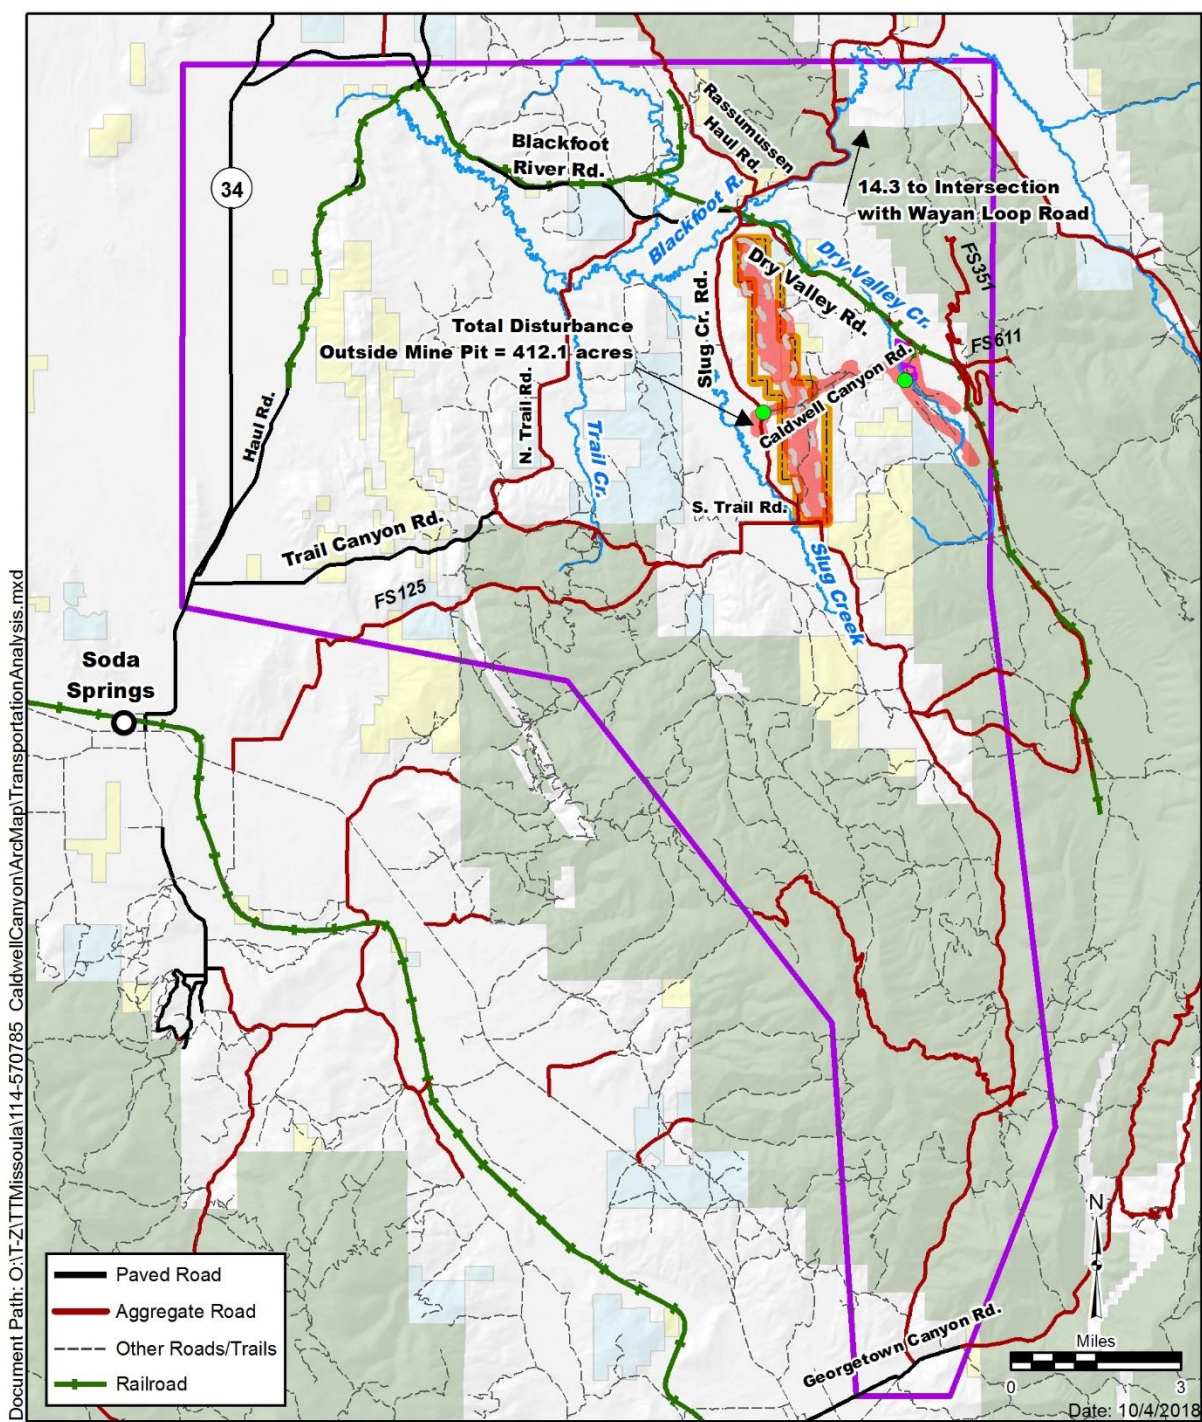 Rassumussen
Haul Rd.
Blackfoot
River Rd.
34
14.3 to Intersection
with Wayan Loop Road
Blackfoot R.
Dry Valley Cr.
Dry Valley Rd.
FS351
FS611
Slug Cr. Rd.
Total Disturbance
Outside Mine Pit = 412.1 acres
Caldwell Canyon Rd.
N. Trail Rd.
Trail Cr.
Haul Rd.
S. Trail Rd.
Trail Canyon Rd.
Slug Creek
FS125
Soda
Springs
Document Path: O:\T-Z\TTMissoula\114-570785_CaldwellCanyon\ArcMap\TransportationAnalysis.mxd
N
Georgetown Canyon Rd.
Miles
0 3
Date: 10/4/2018
Paved Road
Aggregate Road
Other Roads/Trails
Railroad